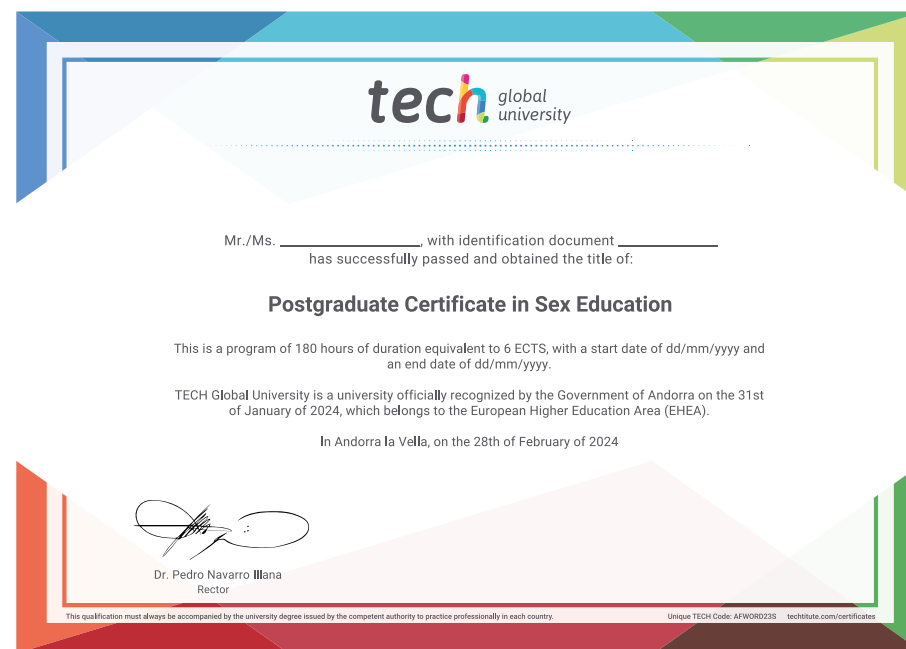 tech global
university
Mr./Ms. ____________, with identification document ____________
has successfully passed and obtained the title of:
Postgraduate Certificate in Sex Education
This is a program of 180 hours of duration equivalent to 6 ECTS, with a start date of dd/mm/yyyy and
an end date of dd/mm/yyyy.
TECH Global University is a university officially recognized by the Government of Andorra on the 31st
of January of 2024, which belongs to the European Higher Education Area (EHEA).
In Andorra la Vella, on the 28th of February of 2024
Dr. Pedro Navarro Illana
Rector
This qualification must always be accompanied by the university degree issued by the competent authority to practice professionally in each country.
Unique TECH Code: AFWORD23S techtitute.com/certificates